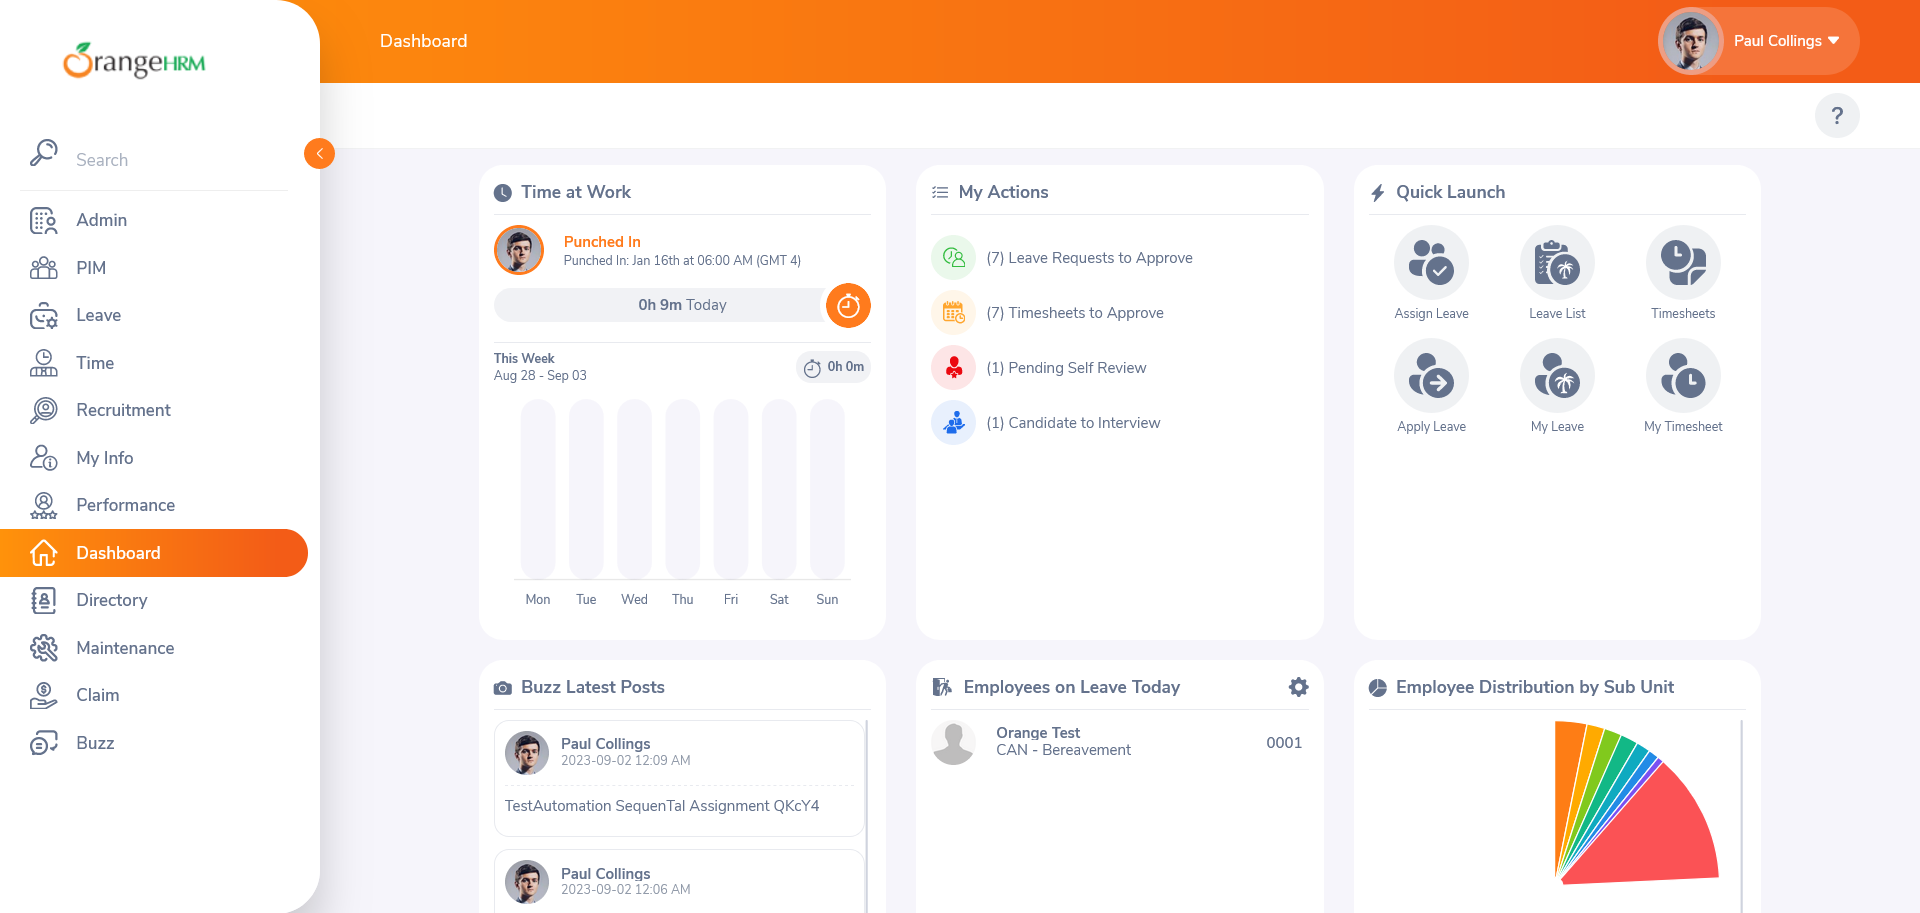 OrangeHRM
Search
Admin
PIM
Leave
Time
Recruitment
My Info
Performance
Dashboard
Directory
Maintenance
Claim
Buzz
Dashboard
Paul Collings
?
Time at Work
Punched In
Punched In: Jan 16th at 06:00 AM (GMT 4)
0h 9m Today
This Week
Aug 28 - Sep 03
0h 0m
Mon Tue Wed Thu Fri Sat Sun
My Actions
(7) Leave Requests to Approve
(7) Timesheets to Approve
(1) Pending Self Review
(1) Candidate to Interview
Quick Launch
Assign Leave Leave List Timesheets
Apply Leave My Leave My Timesheet
Buzz Latest Posts
Paul Collings
2023-09-02 12:09 AM
TestAutomation SequenTal Assignment QKcY4
Paul Collings
2023-09-02 12:06 AM
Employees on Leave Today
Orange Test
CAN - Bereavement
0001
Employee Distribution by Sub Unit